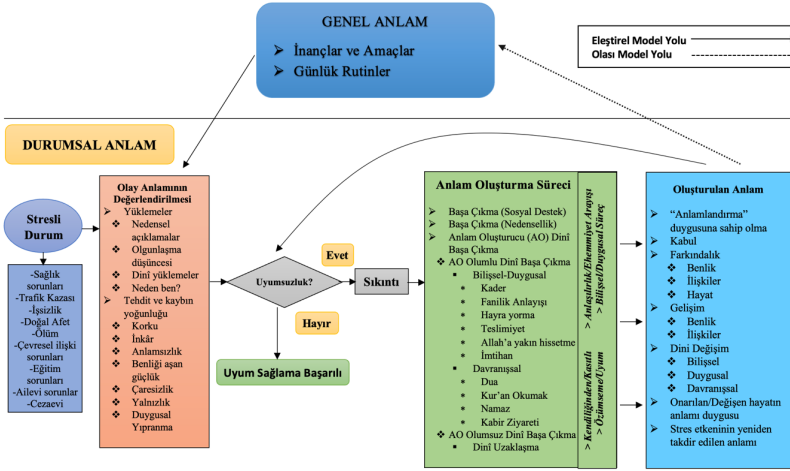 GENEL ANLAM
➢ İnançlar ve Amaçlar
➢ Günlük Rutinler
Eleştirel Model Yolu
Olası Model Yolu
DURUMSAL ANLAM
Stresli
Durum
-Sağlık
sorunları
-Trafik Kazası
-İşsizlik
-Doğal Afet
-Ölüm
-Çevresel ilişki
sorunları
-Eğitim
sorunları
-Ailevi sorunlar
-Cezaevi
Olay Anlamının
Değerlendirilmesi
➢ Yüklemeler
❖ Nedensel
açıklamalar
❖ Olgunlaşma
düşüncesi
❖ Dinî yüklemeler
❖ Neden ben?
➢ Tehdit ve kaybın
yoğunluğu
❖ Korku
❖ İnkâr
❖ Anlamsızlık
❖ Benliği aşan
güçlük
❖ Çaresizlik
❖ Yalnızlık
❖ Duygusal
Yıpranma
Uyumsuzluk?
Evet
Hayır
Sıkıntı
Uyum Sağlama Başarılı
Anlam Oluşturma Süreci
➢ Başa Çıkma (Sosyal Destek)
➢ Başa Çıkma (Nedensellik)
➢ Anlam Oluşturucu (AO) Dinî
Başa Çıkma
❖ AO Olumlu Dinî Başa Çıkma
▪ Bilişsel-Duygusal
• Kader
• Fanilik Anlayışı
• Hayra yorma
• Teslimiyet
• Allah’a yakın hissetme
• İmtihan
▪ Davranışsal
• Dua
• Kur’an Okumak
• Namaz
• Kabir Ziyareti
❖ AO Olumsuz Dinî Başa Çıkma
▪ Dinî Uzaklaşma
> Kendiliğinden/Kasıtlı > Anlaşılırlık/Ehemmiyet Arayışı
> Özümseme/Uyum > Bilişsel/Duygusal Süreç
Oluşturulan Anlam
➢ “Anlamlandırma”
duygusuna sahip olma
➢ Kabul
➢ Farkındalık
❖ Benlik
❖ İlişkiler
❖ Hayat
➢ Gelişim
❖ Benlik
❖ İlişkiler
➢ Dini Değişim
❖ Bilişsel
❖ Duygusal
❖ Davranışsal
➢ Onarılan/Değişen hayatın
anlamı duygusu
➢ Stres etkeninin yeniden
takdir edilen anlamı